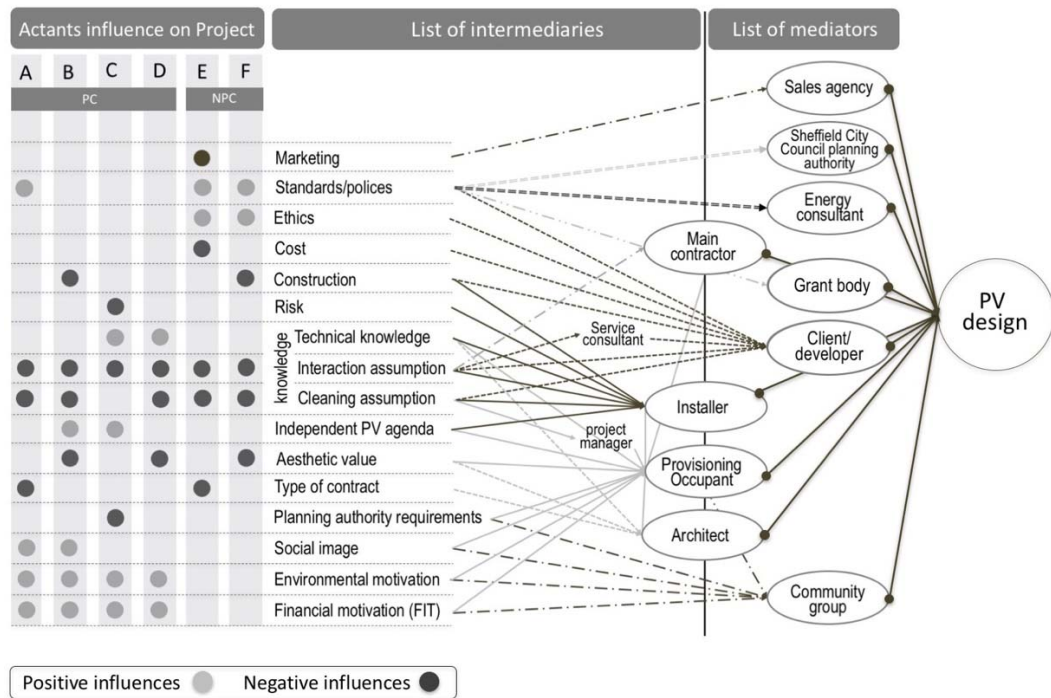 Actants influence on Project
List of intermediaries
List of mediators
A B C D E F
PC
NPC
Marketing
Standards/polices
Ethics
Cost
Construction
Risk
knowledge
Technical knowledge
Interaction assumption
Cleaning assumption
Independent PV agenda
Aesthetic value
Type of contract
Planning authority requirements
Social image
Environmental motivation
Financial motivation (FIT)
Service
consultant
project
manager
Main
contractor
Installer
Provisioning
Occupant
Architect
Sales agency
Sheffield City
Council planning
authority
Energy
consultant
Grant body
Client/
developer
Community
group
PV
design
Positive influences
Negative influences